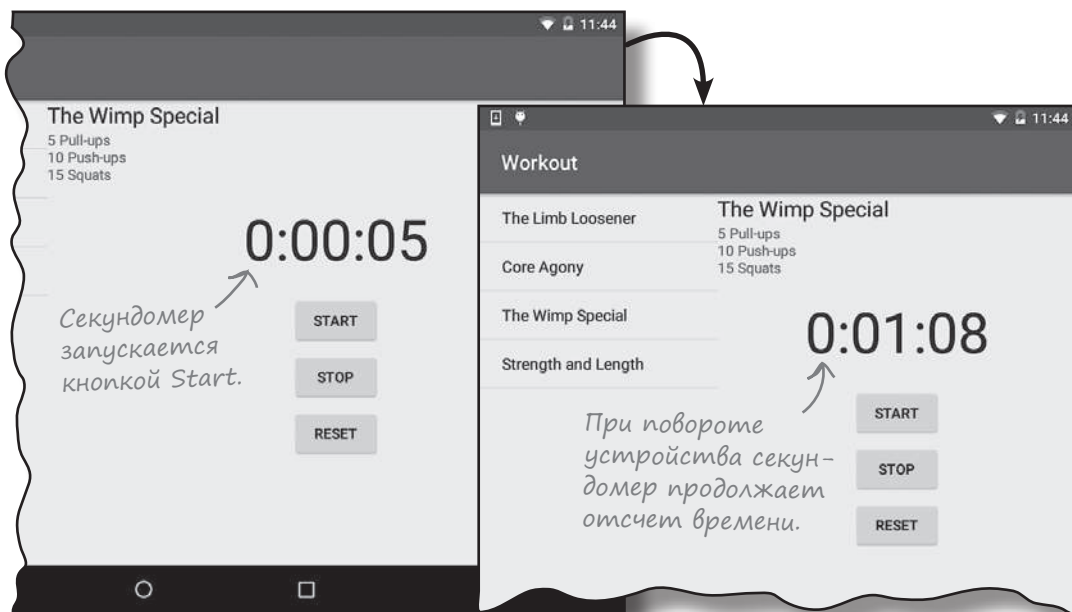 11:44
The Wimp Special
5 Pull-ups
10 Push-ups
15 Squats
0:00:05
Секундомер
запускается
кнопкой Start.
START
STOP
RESET
11:44
Workout
The Limb Loosener
Core Agony
The Wimp Special
Strength and Length
The Wimp Special
5 Pull-ups
10 Push-ups
15 Squats
0:01:08
При повороте
устройства секун-
домер продолжает
отсчет времени.
START
STOP
RESET